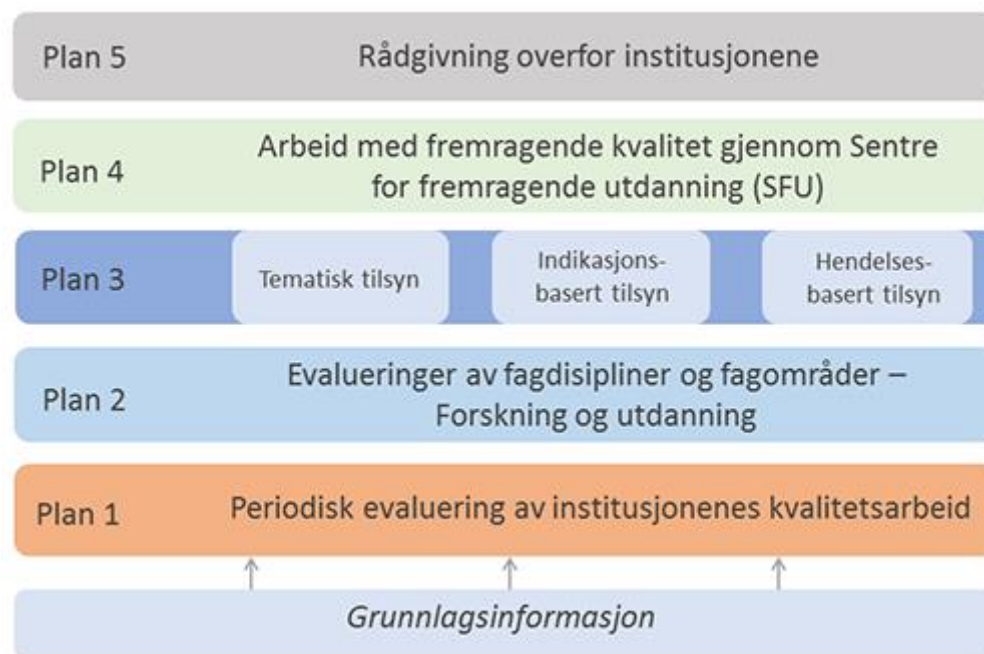 Plan 5
Rådgivning overfor institusjonene
Plan 4
Arbeid med fremragende kvalitet gjennom Sentre
for fremragende utdanning (SFU)
Plan 3
Tematisk tilsyn
Indikasjons-
basert tilsyn
Hendelses-
basert tilsyn
Plan 2
Evalueringer av fagdisipliner og fagområder –
Forskning og utdanning
Plan 1
Periodisk evaluering av institusjonenes kvalitetsarbeid
Grunnlagsinformasjon